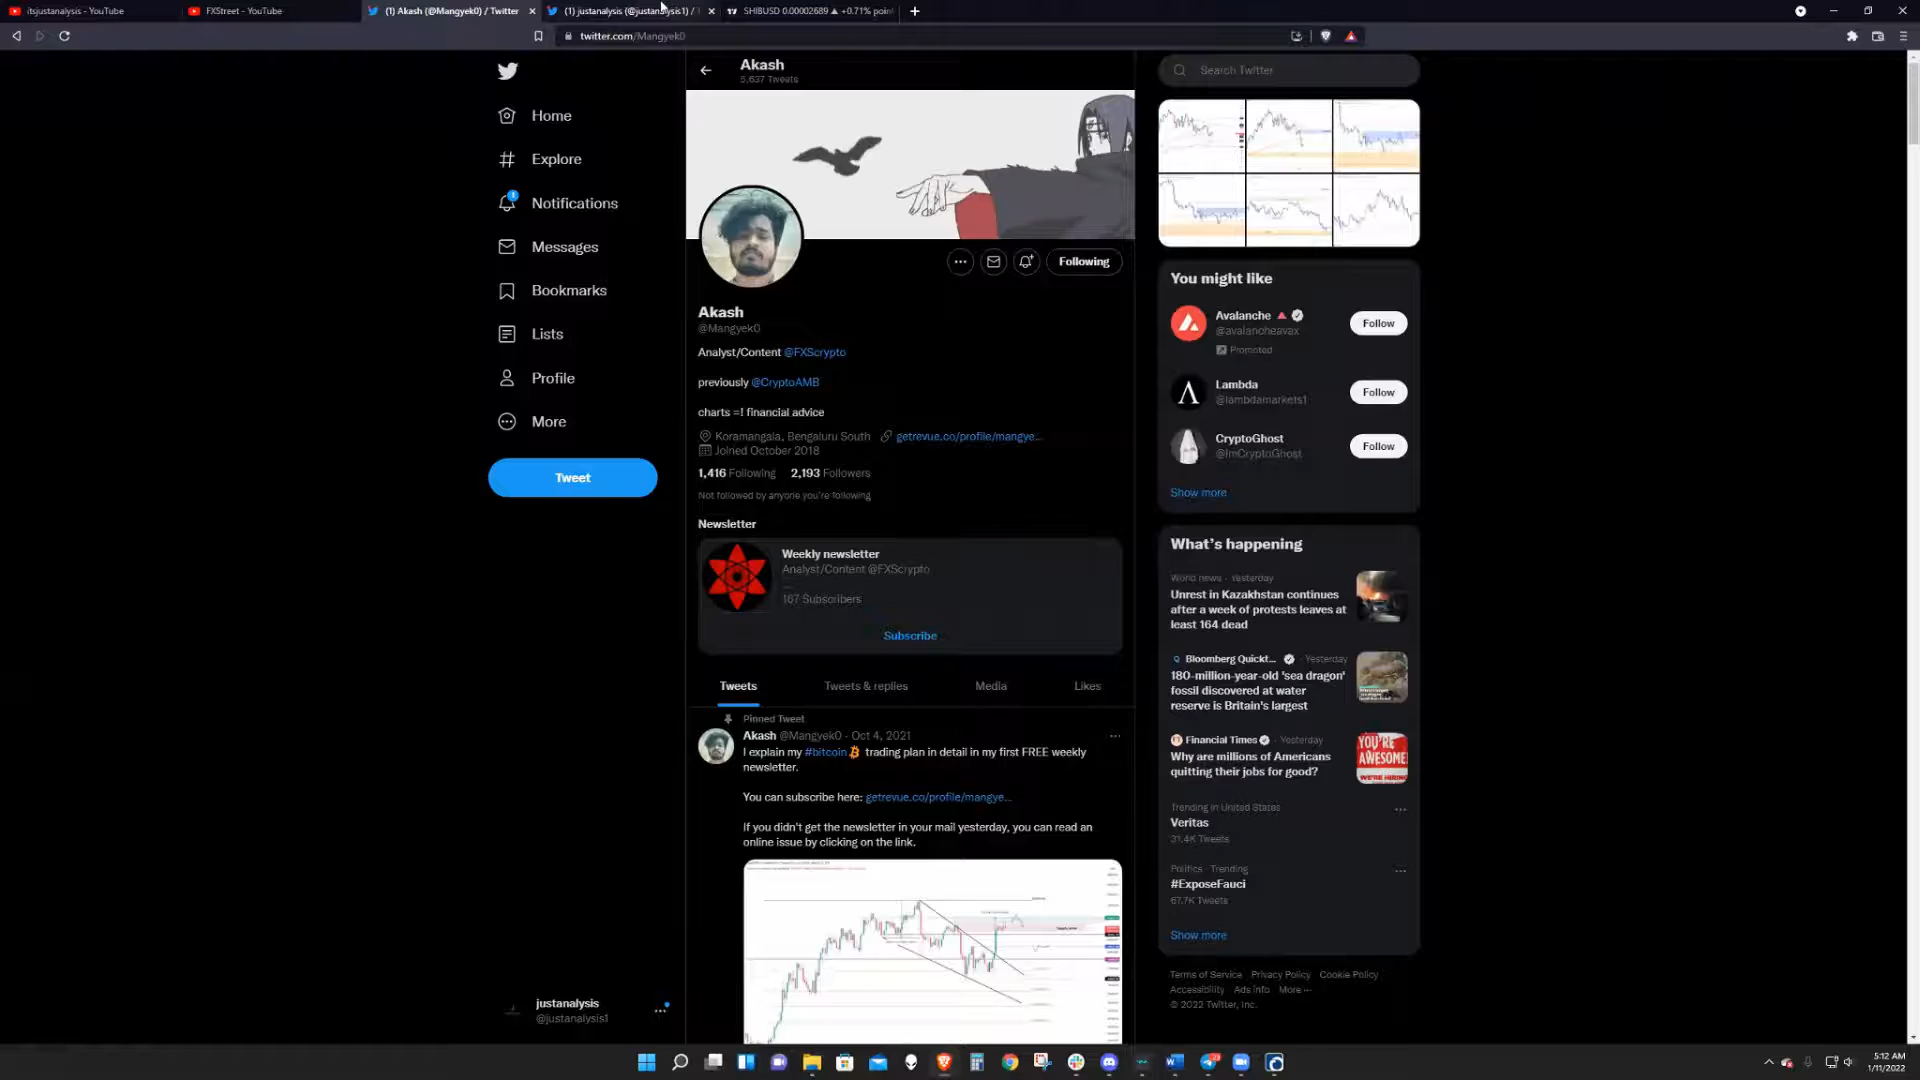 itsjustanalysis - YouTube
FXStreet - YouTube
(1) Akash (@Mangyek0) / Twitter
(1) justanalysis (@justanalysis1) /
SHIBUSD 0.00002689 ▲ +0.71%
twitter.com/Mangyek0
Home
Explore
Notifications
Messages
Bookmarks
Lists
Profile
More
Tweet
justanalysis
@justanalysis1
Akash
5,637 Tweets
Following
Akash
@Mangyek0
Analyst/Content @FXScrypto
previously @CryptoAMB
charts =! financial advice
Koramangala, Bengaluru South getrevue.co/profile/mangye...
Joined October 2018
1,416 Following 2,193 Followers
Not followed by anyone you're following
Newsletter
Weekly newsletter
Analyst/Content @FXScrypto
...
167 Subscribers
Subscribe
Tweets Tweets & replies Media Likes
Pinned Tweet
Akash @Mangyek0 · Oct 4, 2021
I explain my #bitcoin trading plan in detail in my first FREE weekly
newsletter.
You can subscribe here: getrevue.co/profile/mangye...
If you didn't get the newsletter in your mail yesterday, you can read an
online issue by clicking on the link.
Search Twitter
You might like
Avalanche
@avalancheavax
Promoted
Follow
Lambda
@lambdamarkets1
Follow
CryptoGhost
@ImCryptoGhost
Follow
Show more
What's happening
World news · Yesterday
Unrest in Kazakhstan continues
after a week of protests leaves at
least 164 dead
Bloomberg Quickt... · Yesterday
180-million-year-old 'sea dragon'
fossil discovered at water
reserve is Britain's largest
Financial Times · Yesterday
Why are millions of Americans
quitting their jobs for good?
YOU'RE
AWESOME!
WE'RE HIRING
Trending in United States
Veritas
31.4K Tweets
Politics · Trending
#ExposeFauci
67.7K Tweets
Show more
Terms of Service Privacy Policy Cookie Policy
Accessibility Ads info More ...
© 2022 Twitter, Inc.
5:12 AM
1/11/2022